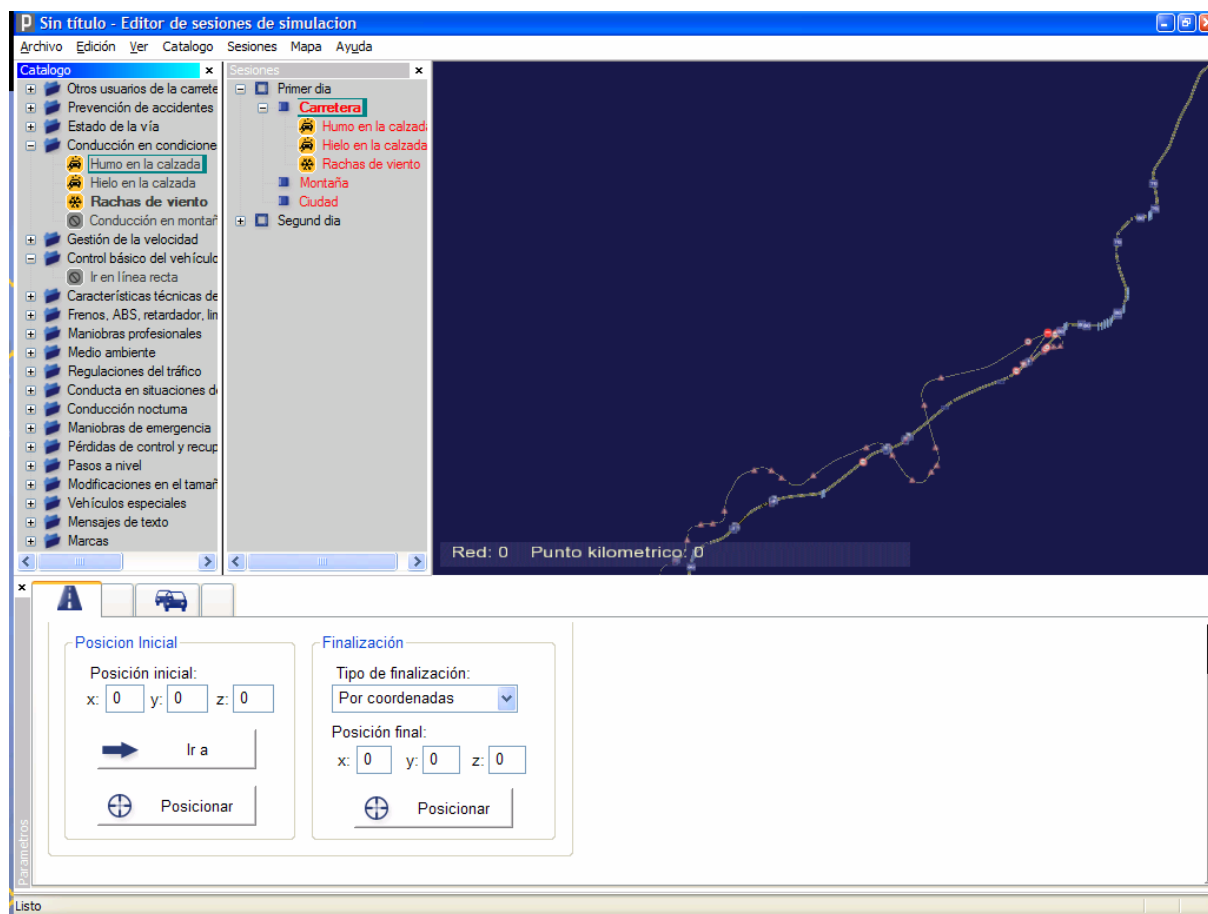 Sin título - Editor de sesiones de simulacion
Archivo Edición Ver Catalogo Sesiones Mapa Ayuda
Catalogo
Otros usuarios de la carrete
Prevención de accidentes
Estado de la vía
Conducción en condicione
Humo en la calzada
Hielo en la calzada
Rachas de viento
Conducción en montañ
Gestión de la velocidad
Control básico del vehículo
Ir en línea recta
Características técnicas de
Frenos, ABS, retardador, lim
Maniobras profesionales
Medio ambiente
Regulaciones del tráfico
Conducta en situaciones de
Conducción nocturna
Maniobras de emergencia
Pérdidas de control y recup
Pasos a nivel
Modificaciones en el tamañ
Vehículos especiales
Mensajes de texto
Marcas
Sesiones
Primer dia
Carretera
Humo en la calzada
Hielo en la calzada
Rachas de viento
Montaña
Ciudad
Segund dia
Red: 0 Punto kilometrico: 0
Parametros
Posicion Inicial
Posición inicial:
x: 0 y: 0 z: 0
Ir a
Posicionar
Finalización
Tipo de finalización:
Por coordenadas
Posición final:
x: 0 y: 0 z: 0
Posicionar
Listo